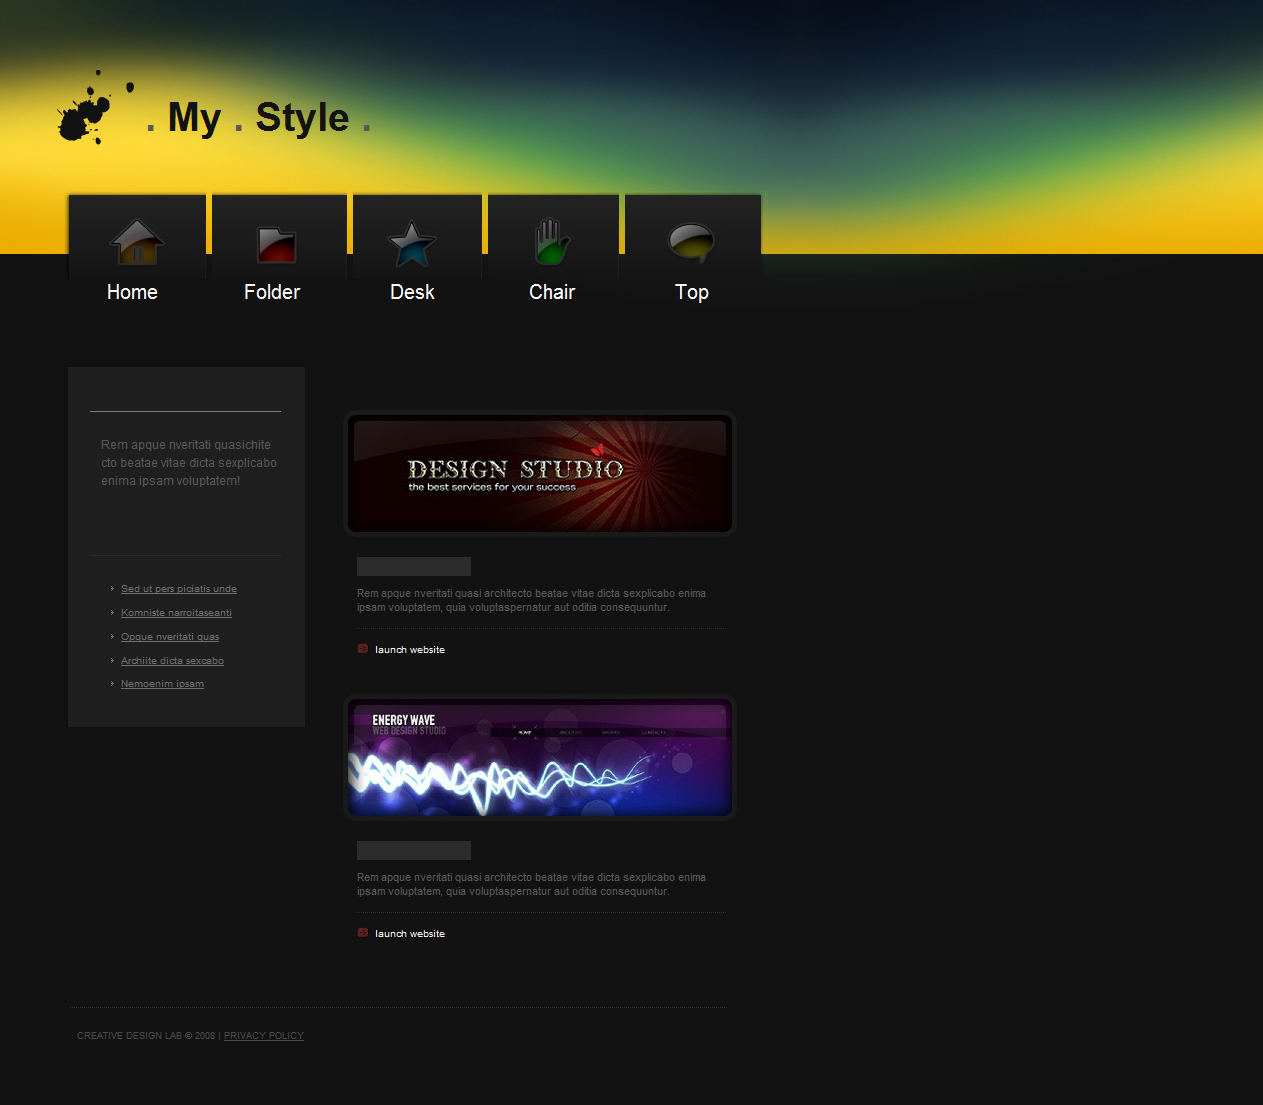 . My . Style .
Home
Folder
Desk
Chair
Top
Rem apque nveritati quasichite
cto beatae vitae dicta sexplicabo
enima ipsam voluptatem!
Sed ut pers piciatis unde
Komniste narroitaseanti
Opque nveritati quas
Archiite dicta sexcabo
Nemoenim ipsam
DESIGN STUDIO
the best services for your success
Rem apque nveritati quasi architecto beatae vitae dicta sexplicabo enima
ipsam voluptatem, quia voluptaspernatur aut oditia consequuntur.
launch website
ENERGY WAVE
WEB DESIGN STUDIO
HOME
ABOUT US
WORKS
CONTACTS
Rem apque nveritati quasi architecto beatae vitae dicta sexplicabo enima
ipsam voluptatem, quia voluptaspernatur aut oditia consequuntur.
launch website
CREATIVE DESIGN LAB © 2008 | PRIVACY POLICY